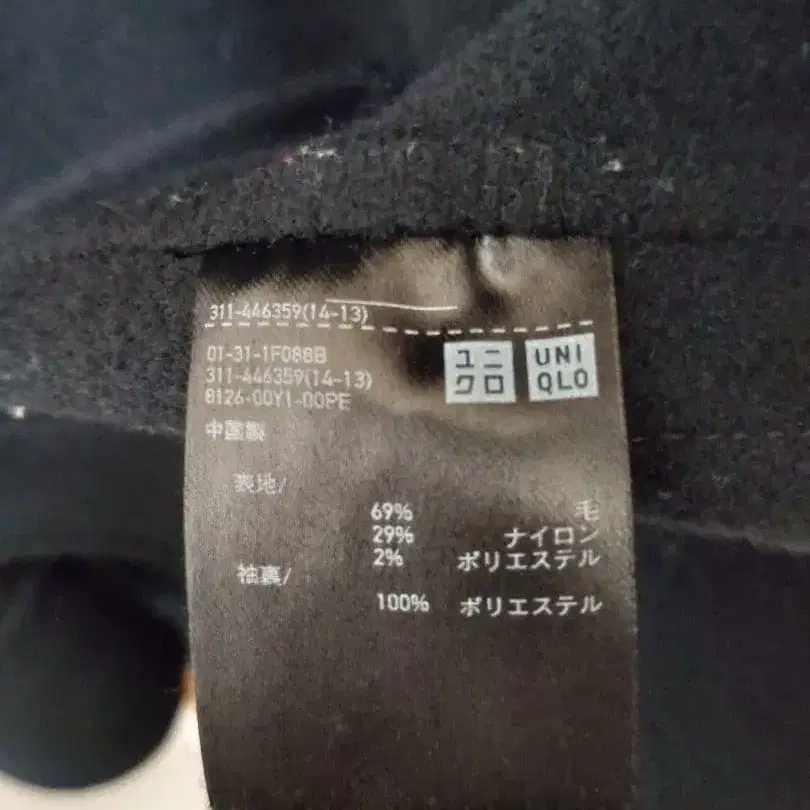 311-446359(14-13)
01-31-1F088B
311-446359(14-13)
8126-00Y1-00PE
ユニ
クロ
UNI
QLO
中国製
表地/
69% 毛
29% ナイロン
2% ポリエステル
袖裏/
100% ポリエステル